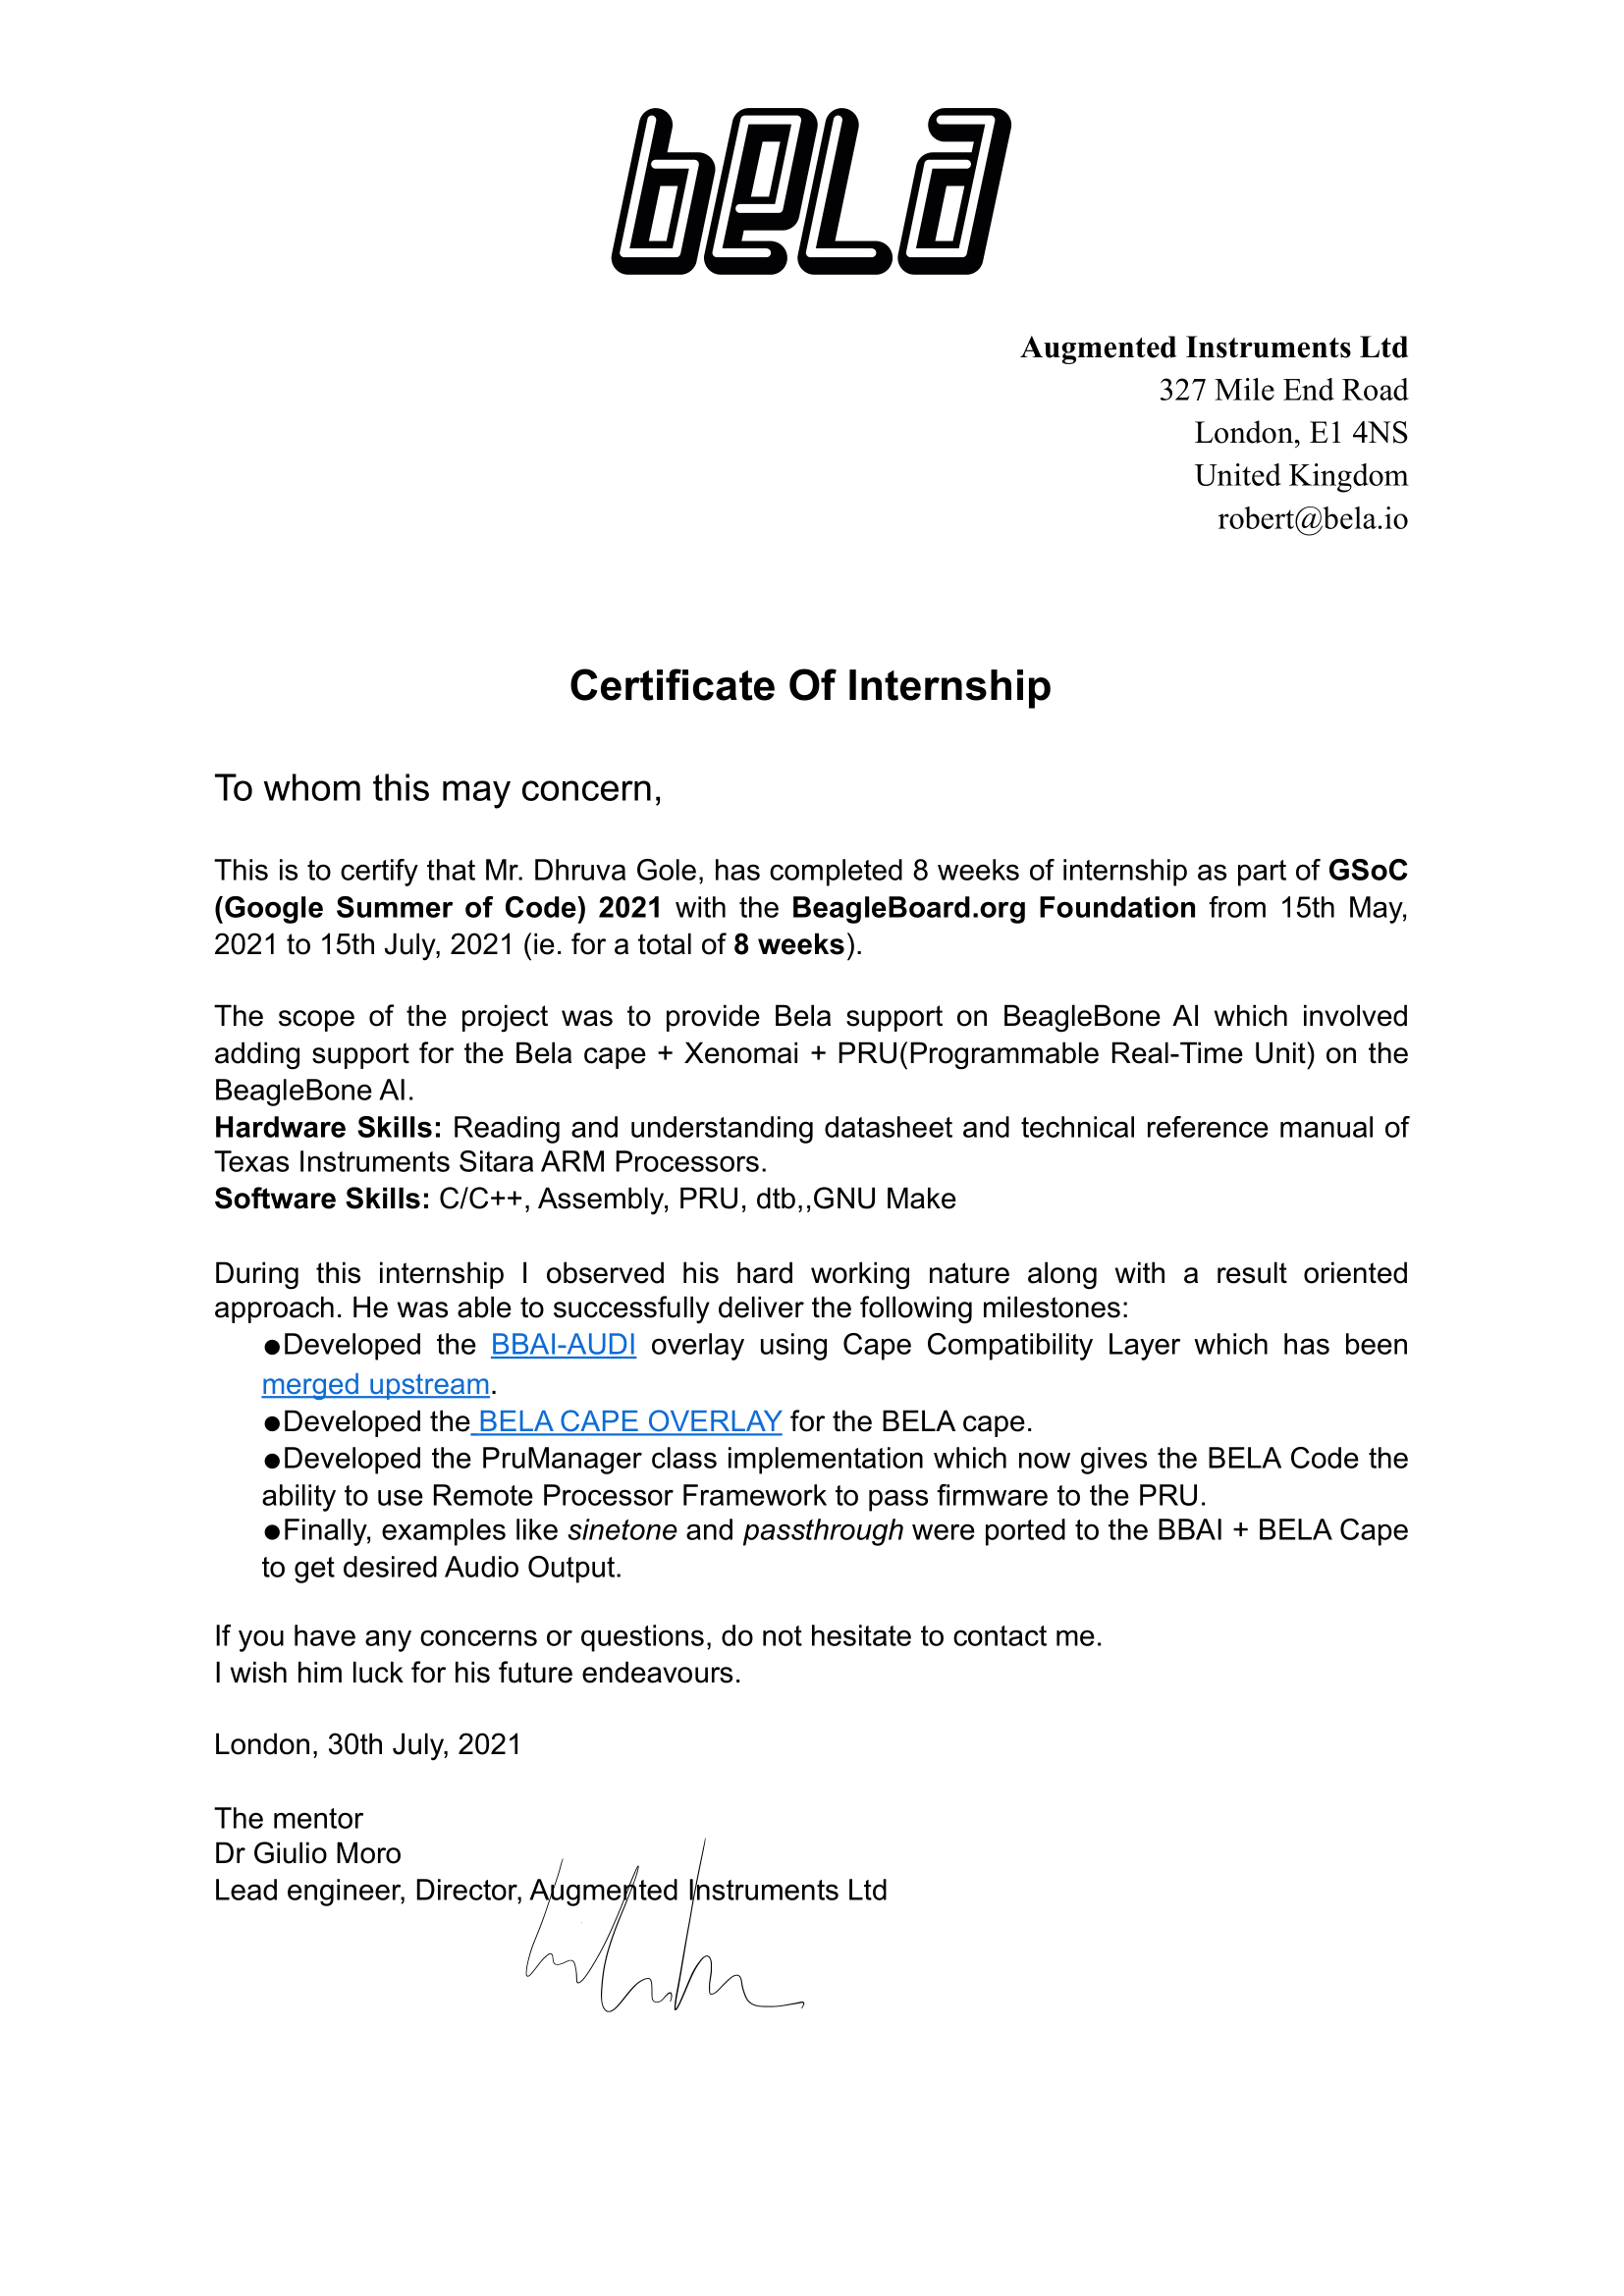 bela
Augmented Instruments Ltd
327 Mile End Road
London, E1 4NS
United Kingdom
robert@bela.io
Certificate Of Internship
To whom this may concern,
This is to certify that Mr. Dhruva Gole, has completed 8 weeks of internship as part of GSoC
(Google Summer of Code) 2021 with the BeagleBoard.org Foundation from 15th May,
2021 to 15th July, 2021 (ie. for a total of 8 weeks).
The scope of the project was to provide Bela support on BeagleBone AI which involved
adding support for the Bela cape + Xenomai + PRU(Programmable Real-Time Unit) on the
BeagleBone AI.
Hardware Skills: Reading and understanding datasheet and technical reference manual of
Texas Instruments Sitara ARM Processors.
Software Skills: C/C++, Assembly, PRU, dtb,,GNU Make
During this internship I observed his hard working nature along with a result oriented
approach. He was able to successfully deliver the following milestones:
●Developed the BBAI-AUDI overlay using Cape Compatibility Layer which has been
merged upstream.
●Developed the BELA CAPE OVERLAY for the BELA cape.
●Developed the PruManager class implementation which now gives the BELA Code the
ability to use Remote Processor Framework to pass firmware to the PRU.
●Finally, examples like sinetone and passthrough were ported to the BBAI + BELA Cape
to get desired Audio Output.
If you have any concerns or questions, do not hesitate to contact me.
I wish him luck for his future endeavours.
London, 30th July, 2021
The mentor
Dr Giulio Moro
Lead engineer, Director, Augmented Instruments Ltd